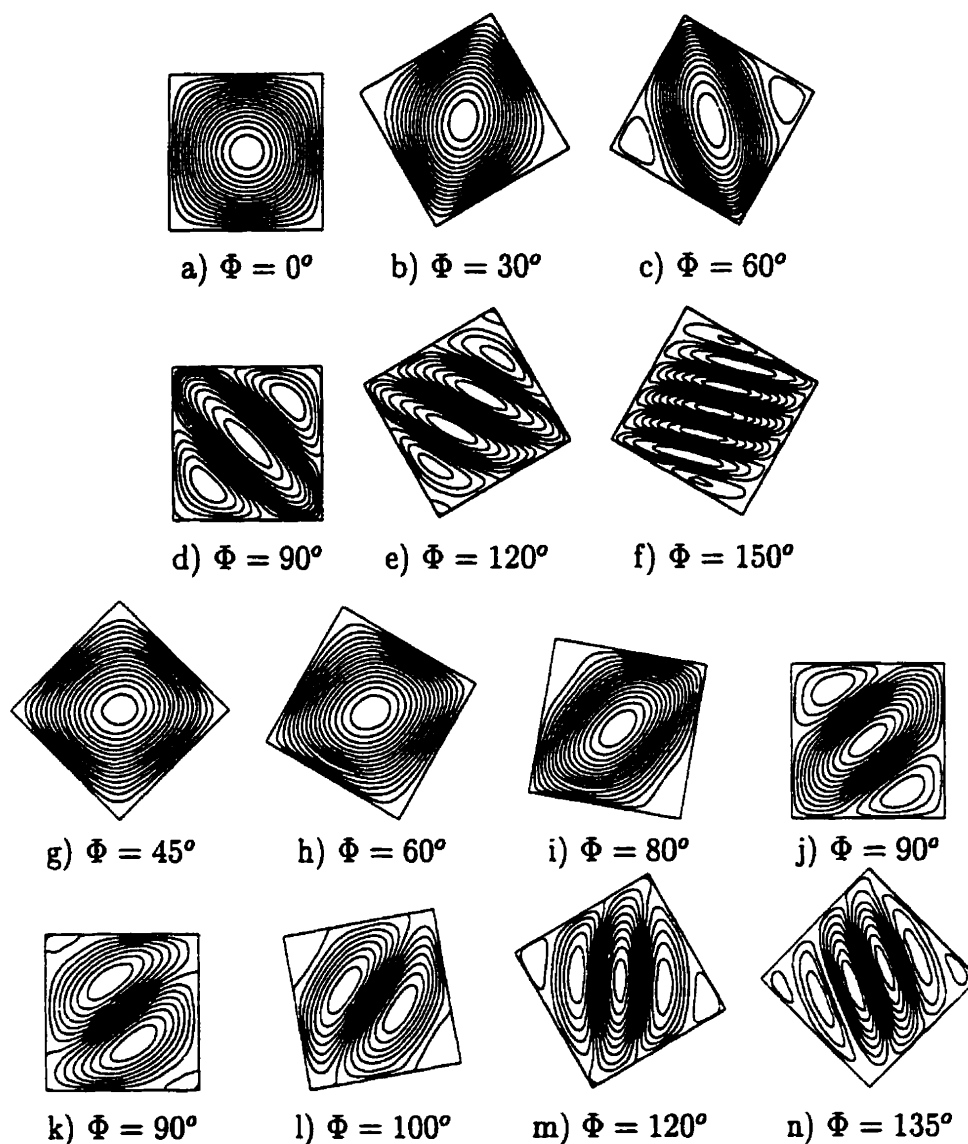 a) Φ = 0°
b) Φ = 30°
c) Φ = 60°
d) Φ = 90°
e) Φ = 120°
f) Φ = 150°
g) Φ = 45°
h) Φ = 60°
i) Φ = 80°
j) Φ = 90°
k) Φ = 90°
l) Φ = 100°
m) Φ = 120°
n) Φ = 135°